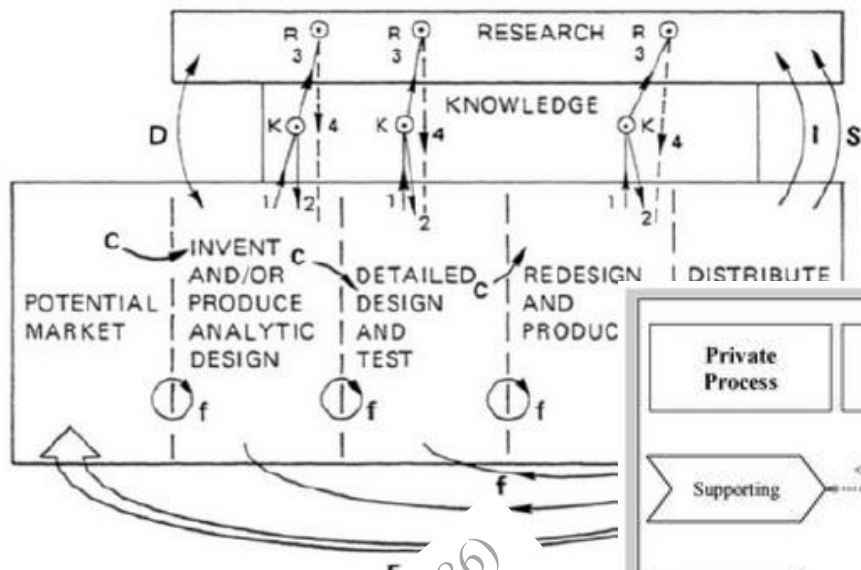 R R R RESEARCH
3 3 3
KNOWLEDGE
K K K
D 4 4 4 I S
1 2 1 2 1 2
C C C
INVENT
AND/OR
PRODUCE
ANALYTIC
DESIGN
DETAILED
DESIGN
AND
TEST
REDESIGN
AND
PRODUC
DISTRIBUTE
POTENTIAL
MARKET
f f f
f
Private
Process
Supporting